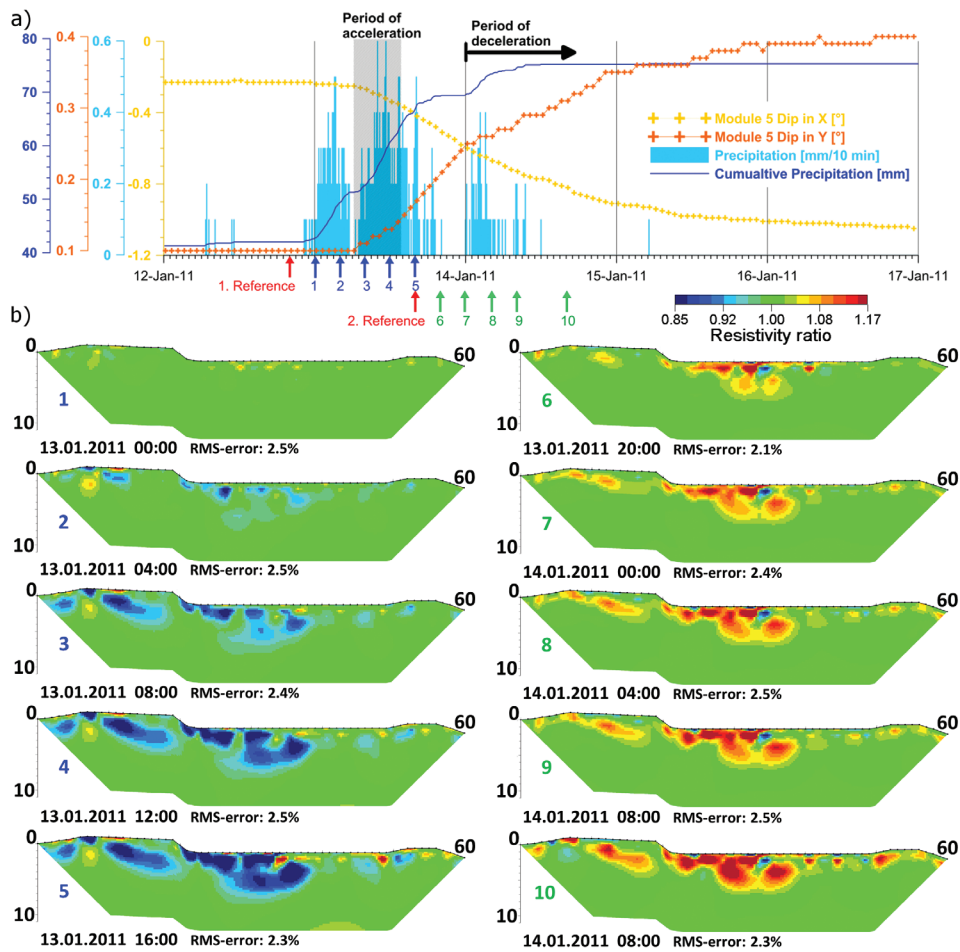 a)
Period of
acceleration
Period of
deceleration
80
70
60
50
40
0.4
0.3
0.2
0.1
0.6
0.4
0.2
0
0
-0.4
-0.8
-1.2
Module 5 Dip in X [°]
Module 5 Dip in Y [°]
Precipitation [mm/10 min]
Cumualtive Precipitation [mm]
12-Jan-11 14-Jan-11 15-Jan-11 16-Jan-11 17-Jan-11
1. Reference 1 2 3 4 5
2. Reference 6 7 8 9 10
0.85 0.92 1.00 1.08 1.17
Resistivity ratio
b)
0 60
1
10
13.01.2011 00:00 RMS-error: 2.5%
0 60
2
10
13.01.2011 04:00 RMS-error: 2.5%
0 60
3
10
13.01.2011 08:00 RMS-error: 2.4%
0 60
4
10
13.01.2011 12:00 RMS-error: 2.5%
0 60
5
10
13.01.2011 16:00 RMS-error: 2.3%
0 60
6
10
13.01.2011 20:00 RMS-error: 2.1%
0 60
7
10
14.01.2011 00:00 RMS-error: 2.4%
0 60
8
10
14.01.2011 04:00 RMS-error: 2.5%
0 60
9
10
14.01.2011 08:00 RMS-error: 2.5%
0 60
10
10
14.01.2011 08:00 RMS-error: 2.3%